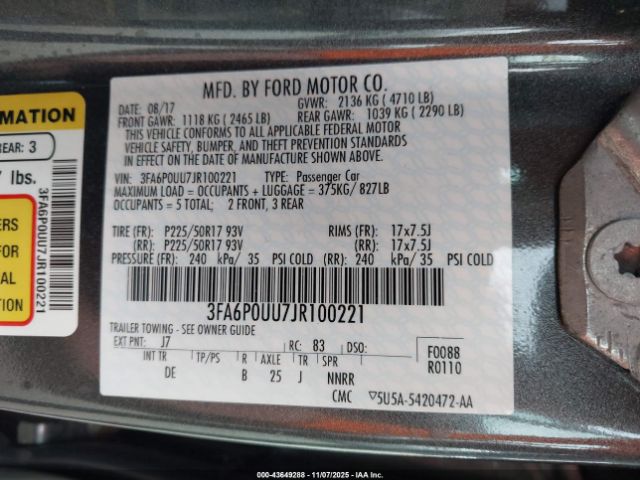 MFD. BY FORD MOTOR CO.
DATE: 08/17 GVWR: 2136 KG ( 4710 LB)
FRONT GAWR: 1118 KG ( 2465 LB) REAR GAWR: 1039 KG ( 2290 LB)
THIS VEHICLE CONFORMS TO ALL APPLICABLE FEDERAL MOTOR
VEHICLE SAFETY, BUMPER, AND THEFT PREVENTION STANDARDS
IN EFFECT ON THE DATE OF MANUFACTURE SHOWN ABOVE.
VIN: 3FA6P0UU7JR100221 TYPE: Passenger Car
MAXIMUM LOAD = OCCUPANTS + LUGGAGE = 375KG/ 827LB
OCCUPANTS = 5 TOTAL; 2 FRONT, 3 REAR
TIRE (FR): P225/50R17 93V RIMS (FR): 17x7.5J
(RR): P225/50R17 93V (RR): 17x7.5J
PRESSURE (FR): 240 kPa/ 35 PSI COLD (RR): 240 kPa/ 35 PSI COLD
3FA6P0UU7JR100221
TRAILER TOWING - SEE OWNER GUIDE
EXT PNT: J7 RC: 83 DSO: F0088
INT TR TP/PS R AXLE TR SPR R0110
DE B 25 J NNRR
CMC ▽5U5A-5420472-AA
RMATION
REAR: 3
lbs.
ERS
FOR
NAL
3FA6P0UU7JR100221
000-43649288 - 11/07/2025 - IAA, Inc.